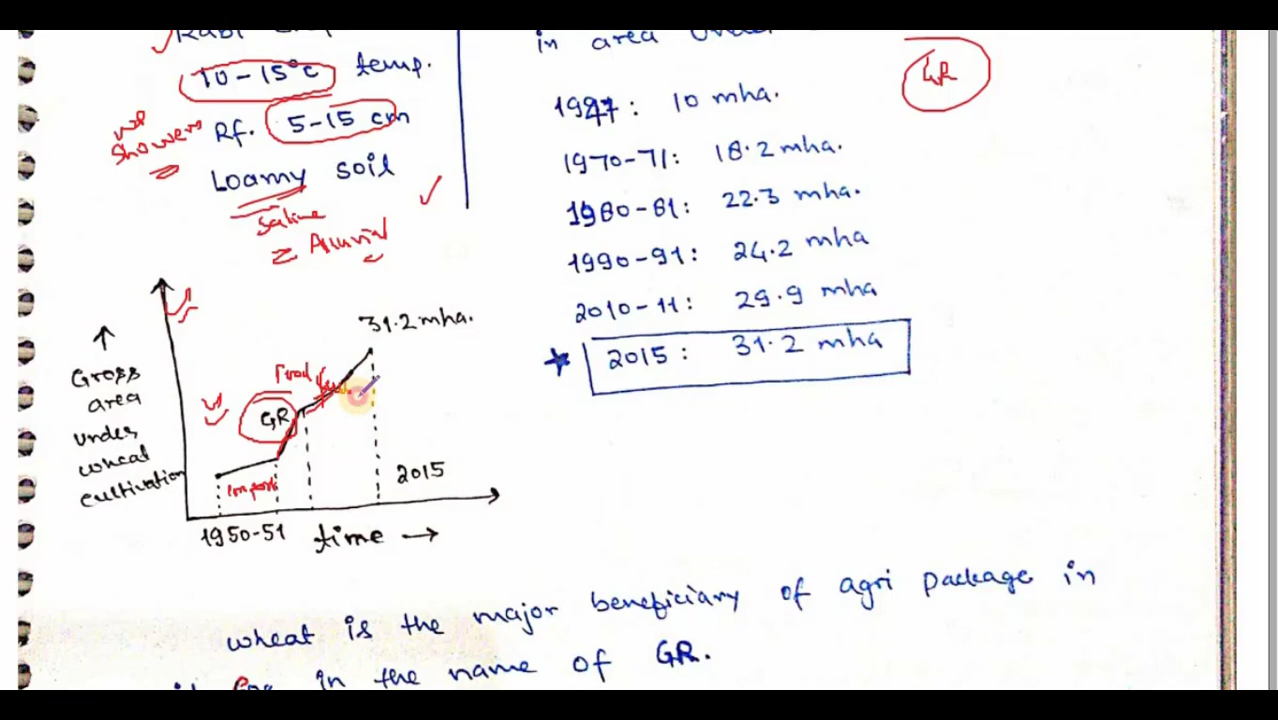 10-15°C temp.
Showers Rf. 5-15 cm
Loamy soil
Saline
Alluvial
in area
GR
1947: 10 mha.
1970-71: 18.2 mha.
1980-81: 22.3 mha.
1990-91: 24.2 mha
2010-11: 29.9 mha
2015: 31.2 mha
31.2 mha.
Gross
area
under
wheat
cultivation
GR
2015
1950-51 time
wheat is the major beneficiary of agri package in
in the name of GR.